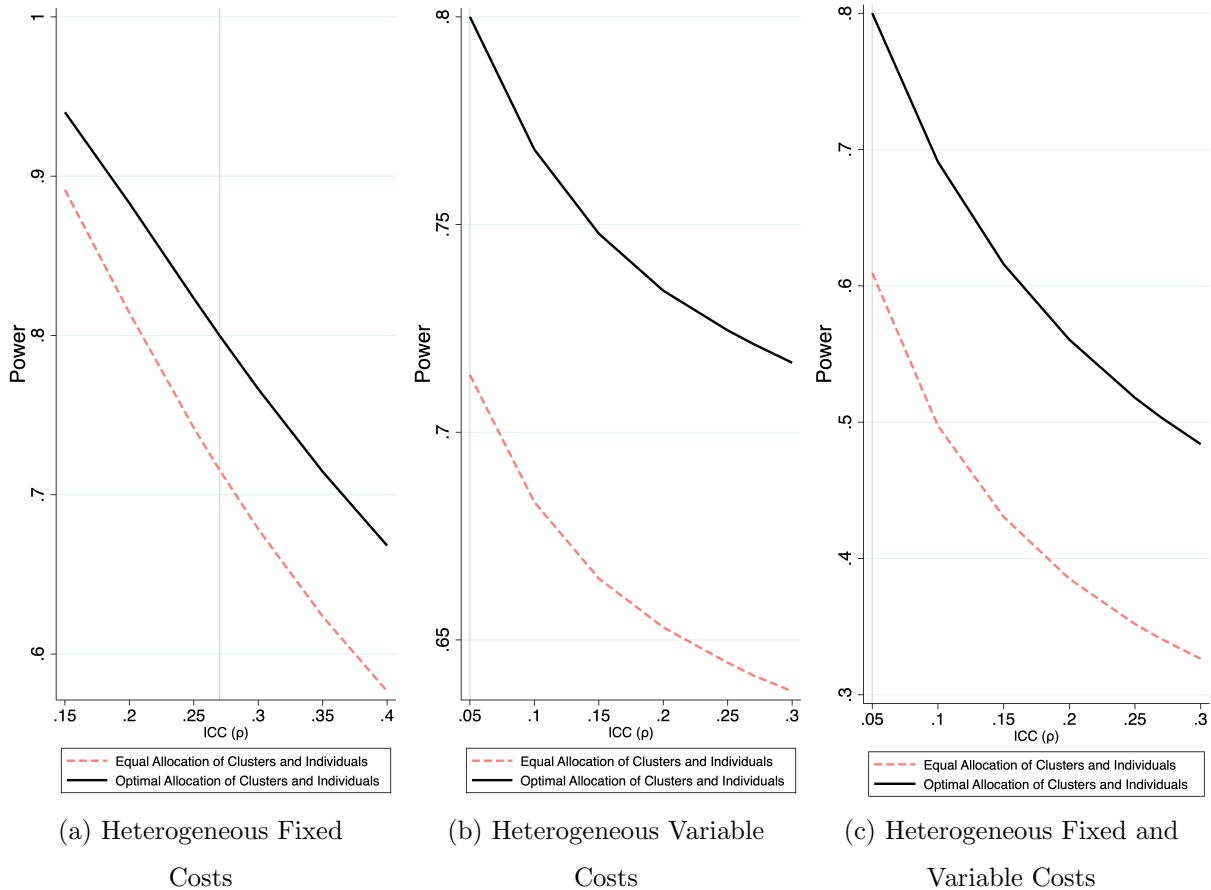 1
.9
.8
.7
.6
Power
.15 .2 .25 .3 .35 .4
ICC (ρ)
Equal Allocation of Clusters and Individuals
Optimal Allocation of Clusters and Individuals
(a) Heterogeneous Fixed
Costs
.8
.75
.7
.65
Power
.05 .1 .15 .2 .25 .3
ICC (ρ)
Equal Allocation of Clusters and Individuals
Optimal Allocation of Clusters and Individuals
(b) Heterogeneous Variable
Costs
.8
.7
.6
.5
.4
.3
Power
.05 .1 .15 .2 .25 .3
ICC (ρ)
Equal Allocation of Clusters and Individuals
Optimal Allocation of Clusters and Individuals
(c) Heterogeneous Fixed and
Variable Costs